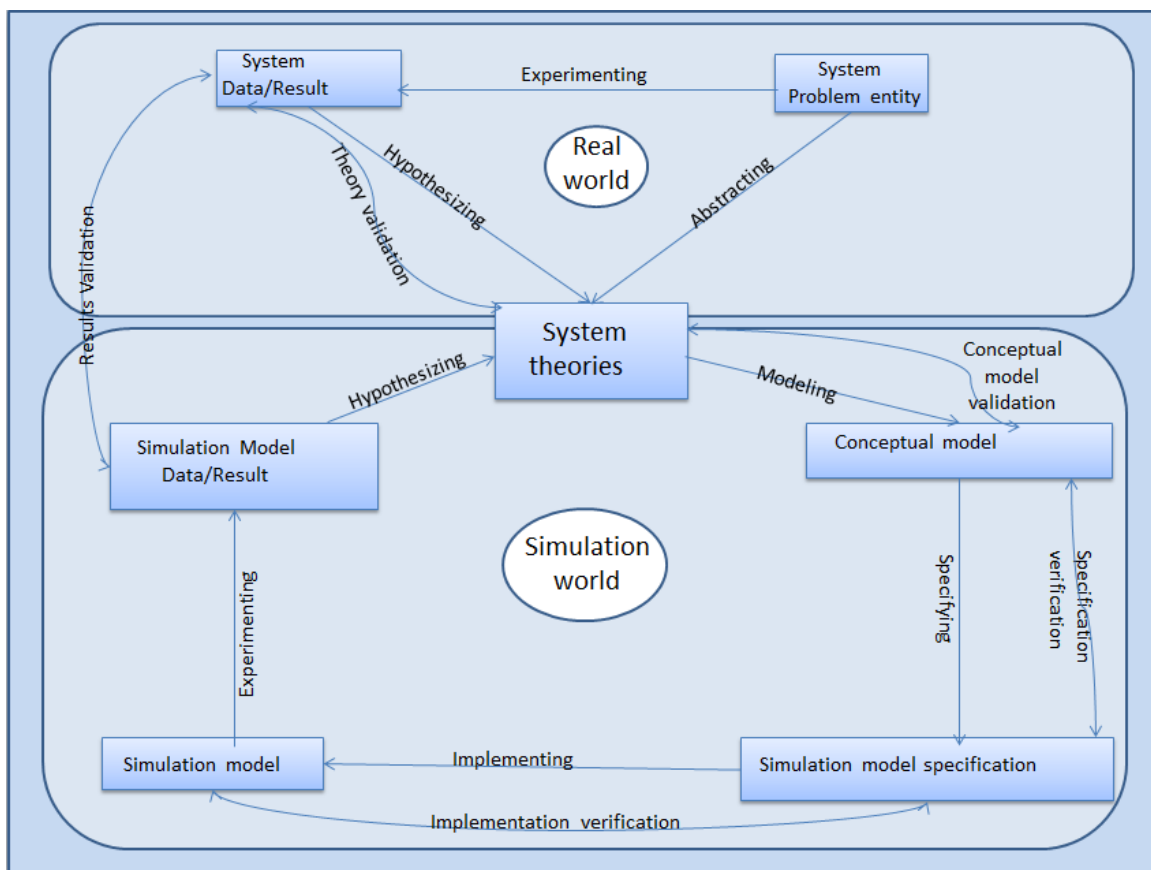 System
Data/Result
Experimenting
System
Problem entity
Real
world
Hypothesizing
Theory validation
Abstracting
Results Validation
System
theories
Hypothesizing
Modeling
Conceptual
model
validation
Simulation Model
Data/Result
Conceptual model
Simulation
world
Experimenting
Specifying
Specification
verification
Simulation model
Implementing
Simulation model specification
Implementation verification